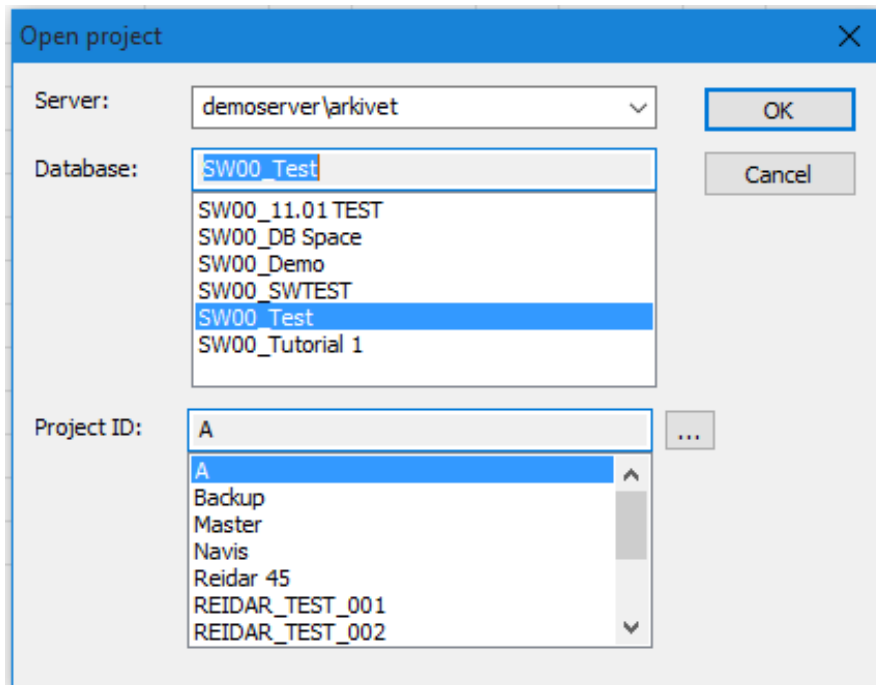 Open project
Server:
demoserver\arkivet
OK
Database:
SW00_Test
Cancel
SW00_11.01 TEST
SW00_DB Space
SW00_Demo
SW00_SWTEST
SW00_Test
SW00_Tutorial 1
Project ID:
A
...
A
Backup
Master
Navis
Reidar 45
REIDAR_TEST_001
REIDAR_TEST_002